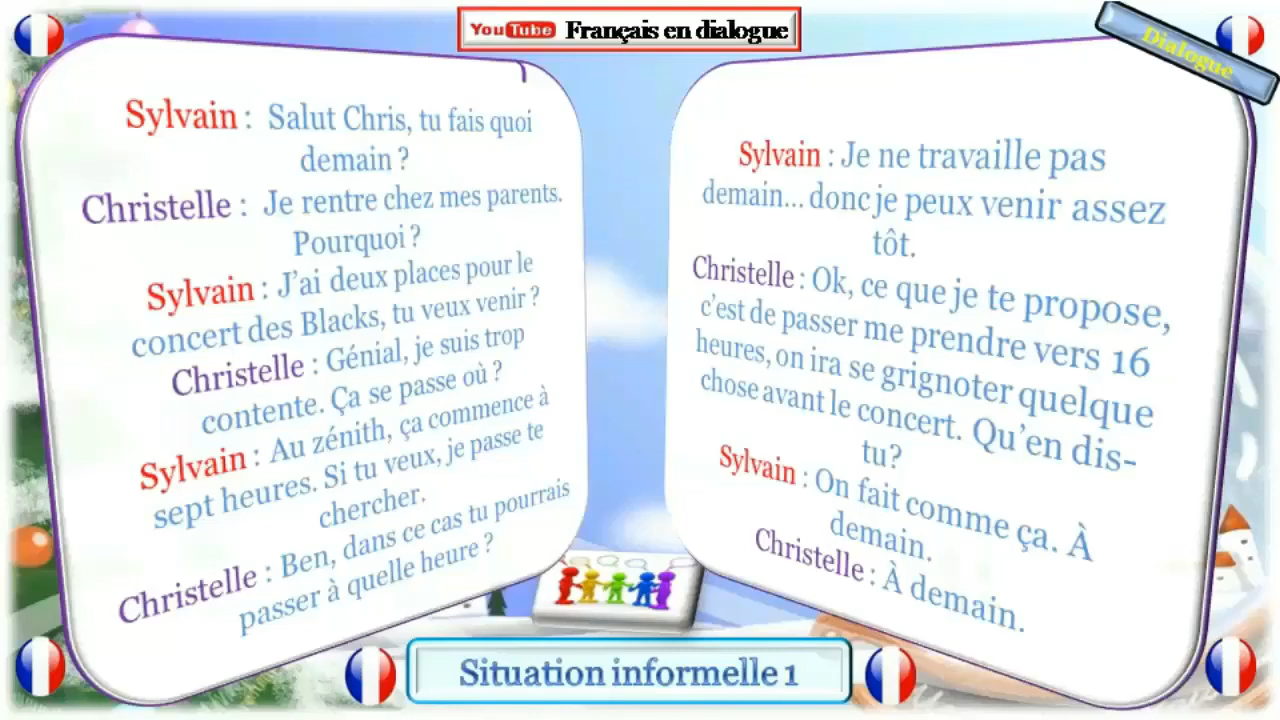 YouTube Français en dialogue
Dialogue
Sylvain : Salut Chris, tu fais quoi
demain ?
Christelle : Je rentre chez mes parents.
Pourquoi ?
Sylvain : J'ai deux places pour le
concert des Blacks, tu veux venir ?
Christelle : Génial, je suis trop
contente. Ça se passe où ?
Sylvain : Au zénith, ça commence à
sept heures. Si tu veux, je passe te
chercher.
Christelle : Ben, dans ce cas tu pourrais
passer à quelle heure ?
Sylvain : Je ne travaille pas
demain... donc je peux venir assez
tôt.
Christelle : Ok, ce que je te propose,
c'est de passer me prendre vers 16
heures, on ira se grignoter quelque
chose avant le concert. Qu'en dis-
tu?
Sylvain : On fait comme ça. À
demain.
Christelle : À demain.
Situation informelle 1